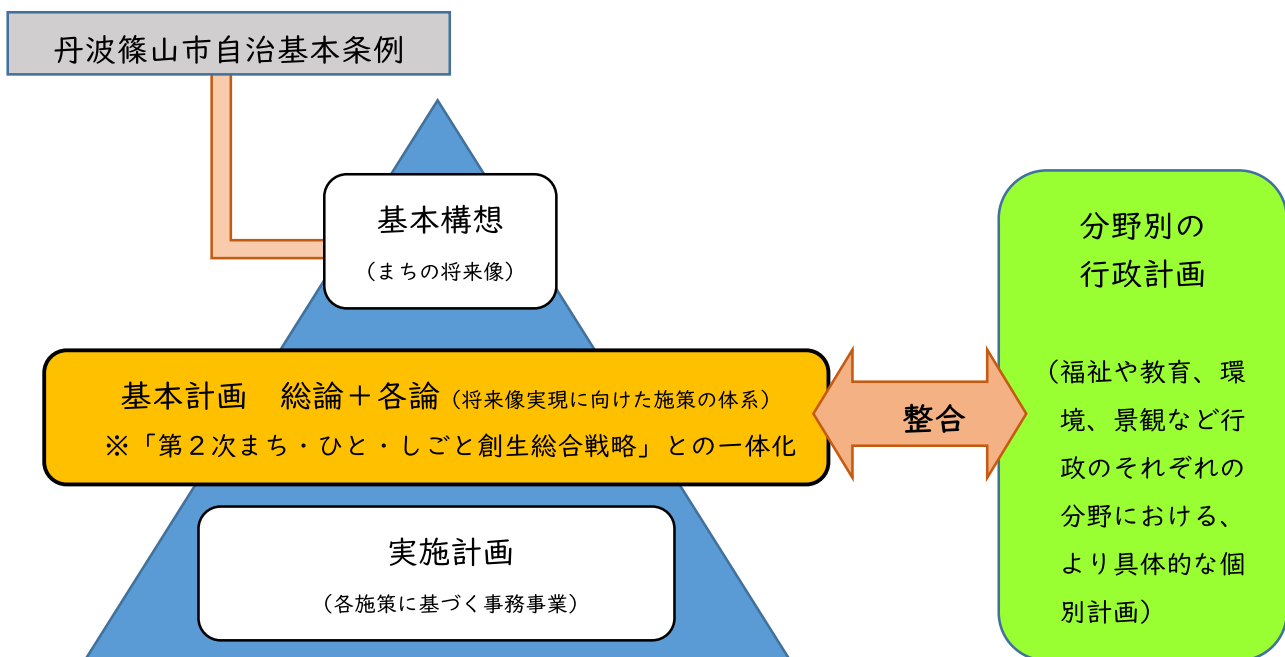 丹波篠山市自治基本条例
基本構想
（まちの将来像）
基本計画　総論＋各論（将来像実現に向けた施策の体系）
※「第２次まち・ひと・しごと創生総合戦略」との一体化
実施計画
（各施策に基づく事務事業）
整合
分野別の
行政計画
（福祉や教育、環
境、景観など行
政のそれぞれの
分野における、
より具体的な個
別計画）